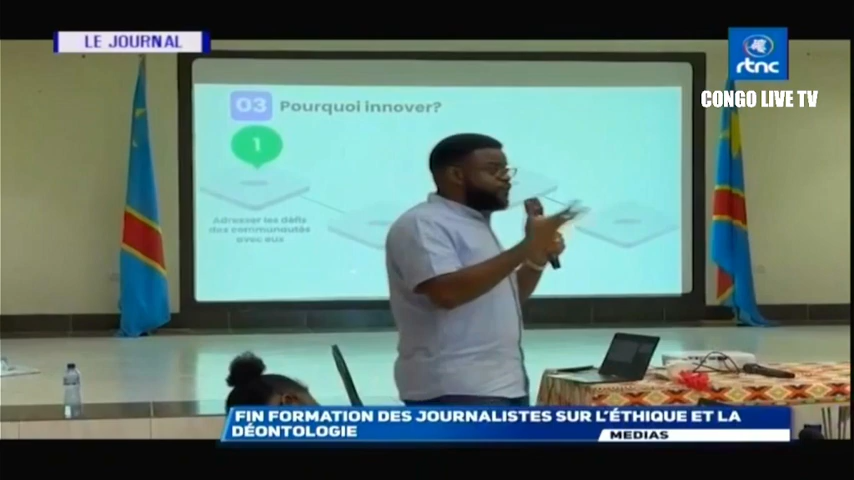 LE JOURNAL
rtnc
CONGO LIVE TV
03 Pourquoi innover?
1
Adresser les défis
des communautés
avec eux
FIN FORMATION DES JOURNALISTES SUR L'ÉTHIQUE ET LA
DÉONTOLOGIE
MEDIAS